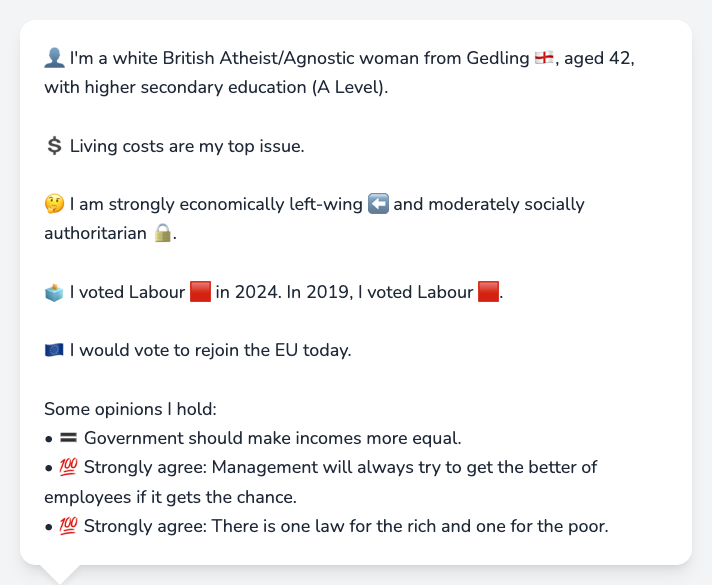 👤 I'm a white British Atheist/Agnostic woman from Gedling 🏴󠁧󠁢󠁥󠁮󠁧󠁿, aged 42,
with higher secondary education (A Level).
💲 Living costs are my top issue.
🤔 I am strongly economically left-wing ⬅️ and moderately socially
authoritarian 🔒.
🗳️ I voted Labour 🟥 in 2024. In 2019, I voted Labour 🟥.
🇪🇺 I would vote to rejoin the EU today.
Some opinions I hold:
• 🟰 Government should make incomes more equal.
• 💯 Strongly agree: Management will always try to get the better of
employees if it gets the chance.
• 💯 Strongly agree: There is one law for the rich and one for the poor.